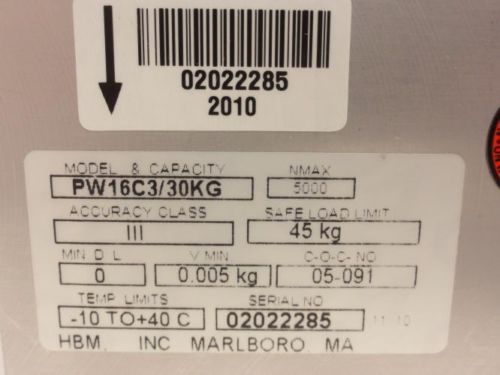 02022285
2010
MODEL & CAPACITY NMAX
PW16C3/30KG 5000
ACCURACY CLASS SAFE LOAD LIMIT
III 45 kg
MIN D L V MIN C-O-C- NO
0 0.005 kg 05-091
TEMP LIMITS SERIAL NO
-10 TO+40 C 02022285 11 10
HBM, INC MARLBORO, MA